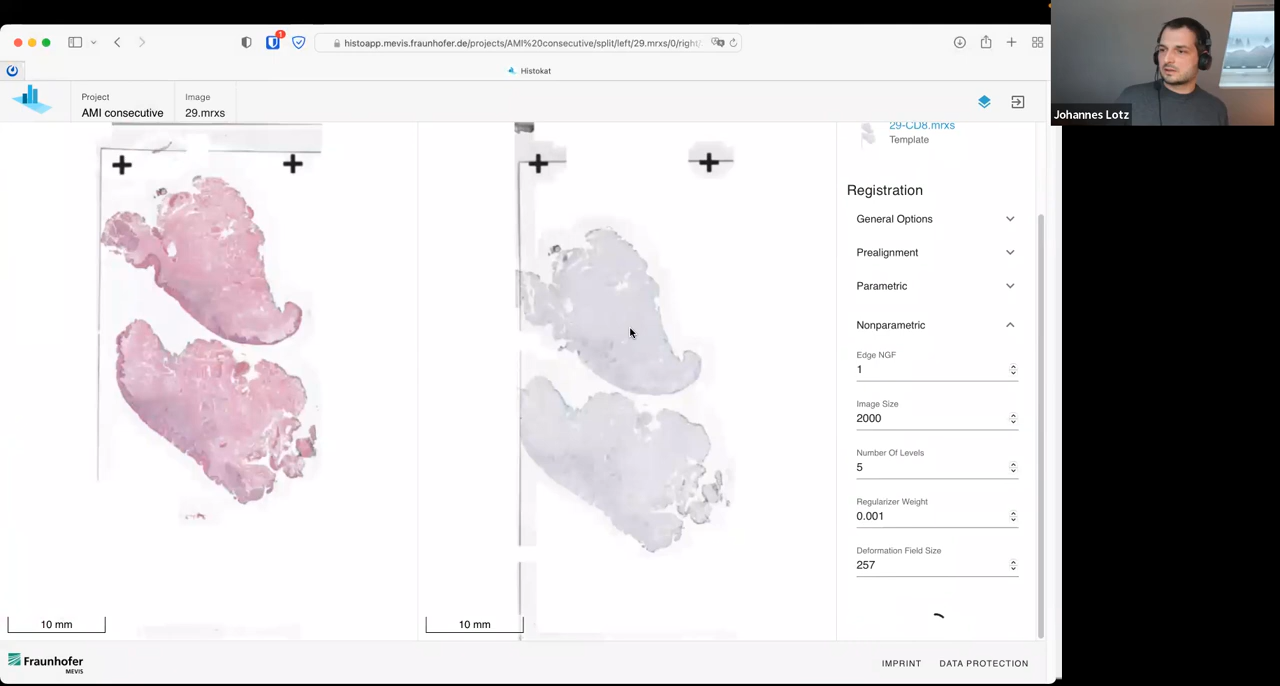 histoapp.mevis.fraunhofer.de/projects/AMI%20consecutive/split/left/29.mrxs/0/right/
1
Histokat
Johannes Lotz
Project
AMI consecutive
Image
29.mrxs
29-CD8.mrxs
Template
Registration
General Options
Prealignment
Parametric
Nonparametric
Edge NGF
1
Image Size
2000
Number Of Levels
5
Regularizer Weight
0.001
Deformation Field Size
257
10 mm
10 mm
Fraunhofer
MEVIS
IMPRINT
DATA PROTECTION